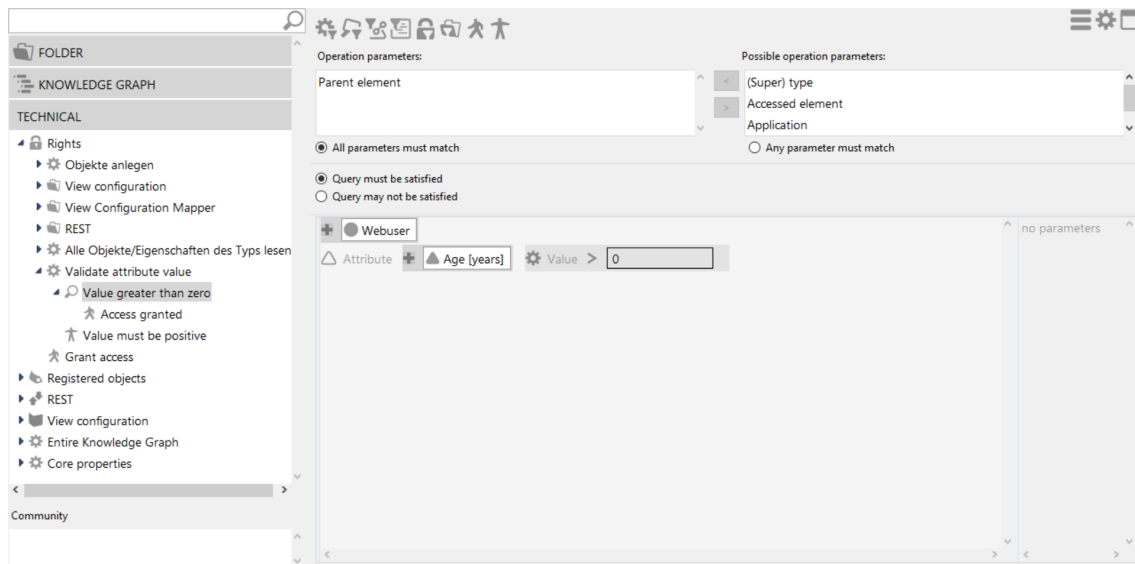 FOLDER
KNOWLEDGE GRAPH
TECHNICAL
Rights
Objekte anlegen
View configuration
View Configuration Mapper
REST
Alle Objekte/Eigenschaften des Typs lesen
Validate attribute value
Value greater than zero
Access granted
Value must be positive
Grant access
Registered objects
REST
View configuration
Entire Knowledge Graph
Core properties
Community
Operation parameters:
Possible operation parameters:
Parent element
<
>
(Super) type
Accessed element
Application
All parameters must match
Any parameter must match
Query must be satisfied
Query may not be satisfied
Webuser
Attribute Age [years] Value > 0
no parameters